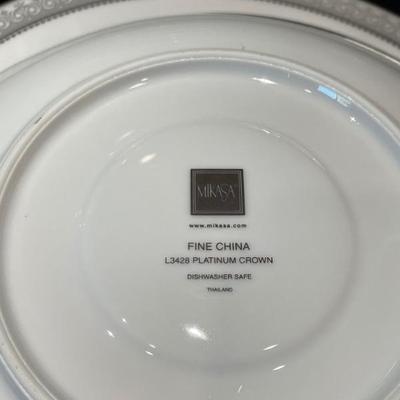 MIKASA
www.mikasa.com
FINE CHINA
L3428 PLATINUM CROWN
DISHWASHER SAFE
THAILAND